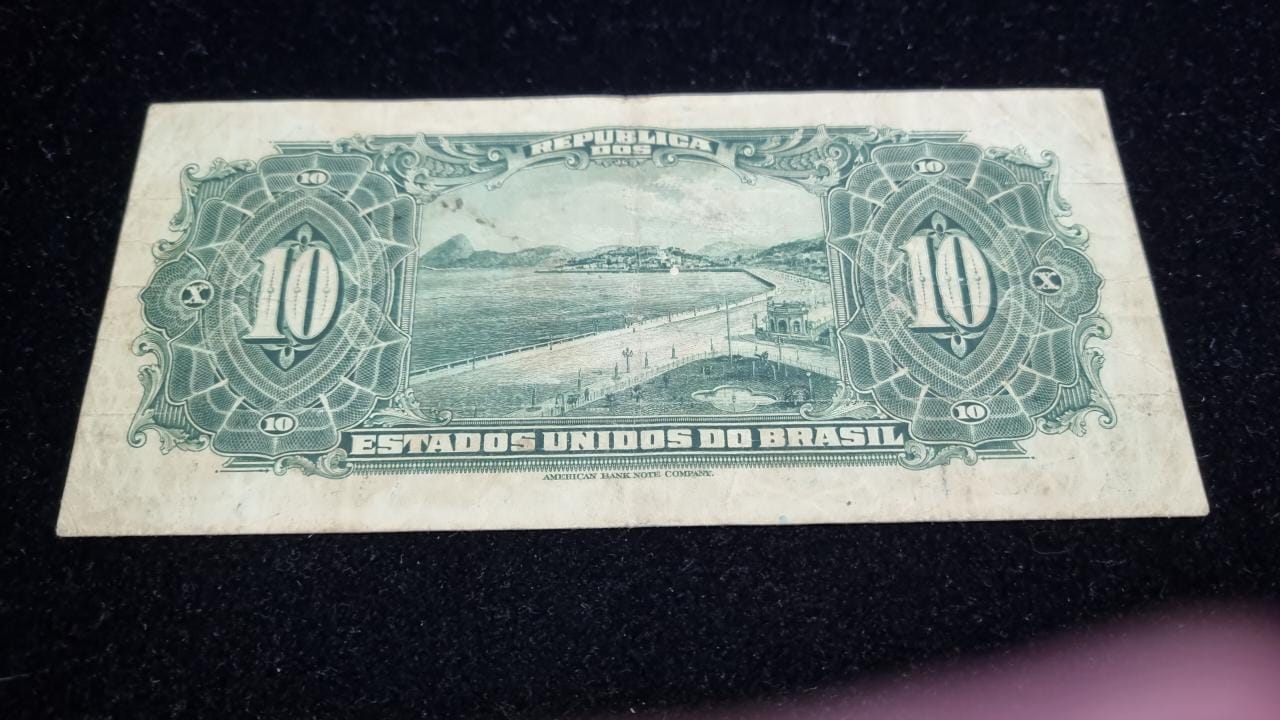 REPUBLICA
DOS
10 10
10 10
X X
10 10
ESTADOS UNIDOS DO BRASIL
AMERICAN BANK NOTE COMPANY.